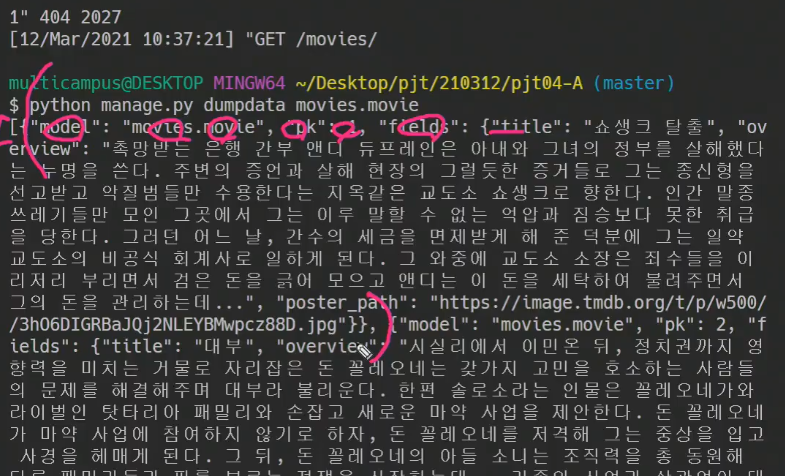 1" 404 2027
[12/Mar/2021 10:37:21] "GET /movies/
multicampus@DESKTOP MINGW64 ~/Desktop/pjt/210312/pjt04-A (master)
$ python manage.py dumpdata movies.movie
[{"model": "movies.movie", "pk": 1, "fields": {"title": "쇼생크 탈출", "ov
erview": "촉망받는 은행 간부 앤디 듀프레인은 아내와 그녀의 정부를 살해했다
는 누명을 쓴다. 주변의 증언과 살해 현장의 그럴듯한 증거들로 그는 종신형을
선고받고 악질범들만 수용한다는 지옥같은 교도소 쇼생크로 향한다. 인간 말종
쓰레기들만 모인 그곳에서 그는 이루 말할 수 없는 억압과 짐승보다 못한 취급
을 당한다. 그러던 어느 날, 간수의 세금을 면제받게 해 준 덕분에 그는 일약
교도소의 비공식 회계사로 일하게 된다. 그 와중에 교도소 소장은 죄수들을 이
리저리 부리면서 검은 돈을 긁어 모으고 앤디는 이 돈을 세탁하여 불려주면서
그의 돈을 관리하는데...", "poster_path": "https://image.tmdb.org/t/p/w500/
/3hO6DIGRBaJQj2NLEYBMwpcz88D.jpg"}}, {"model": "movies.movie", "pk": 2, "f
ields": {"title": "대부", "overview": "시실리에서 이민온 뒤, 정치권까지 영
향력을 미치는 거물로 자리잡은 돈 꼴레오네는 갖가지 고민을 호소하는 사람들
의 문제를 해결해주며 대부라 불리운다. 한편 솔로소라는 인물은 꼴레오네가와
라이벌인 탓타리아 패밀리와 손잡고 새로운 마약 사업을 제안한다. 돈 꼴레오네
가 마약 사업에 참여하지 않기로 하자, 돈 꼴레오네를 저격해 그는 중상을 입고
사경을 헤매게 된다. 그 뒤, 돈 꼴레오네의 아들 소니는 조직력을 총 동원해